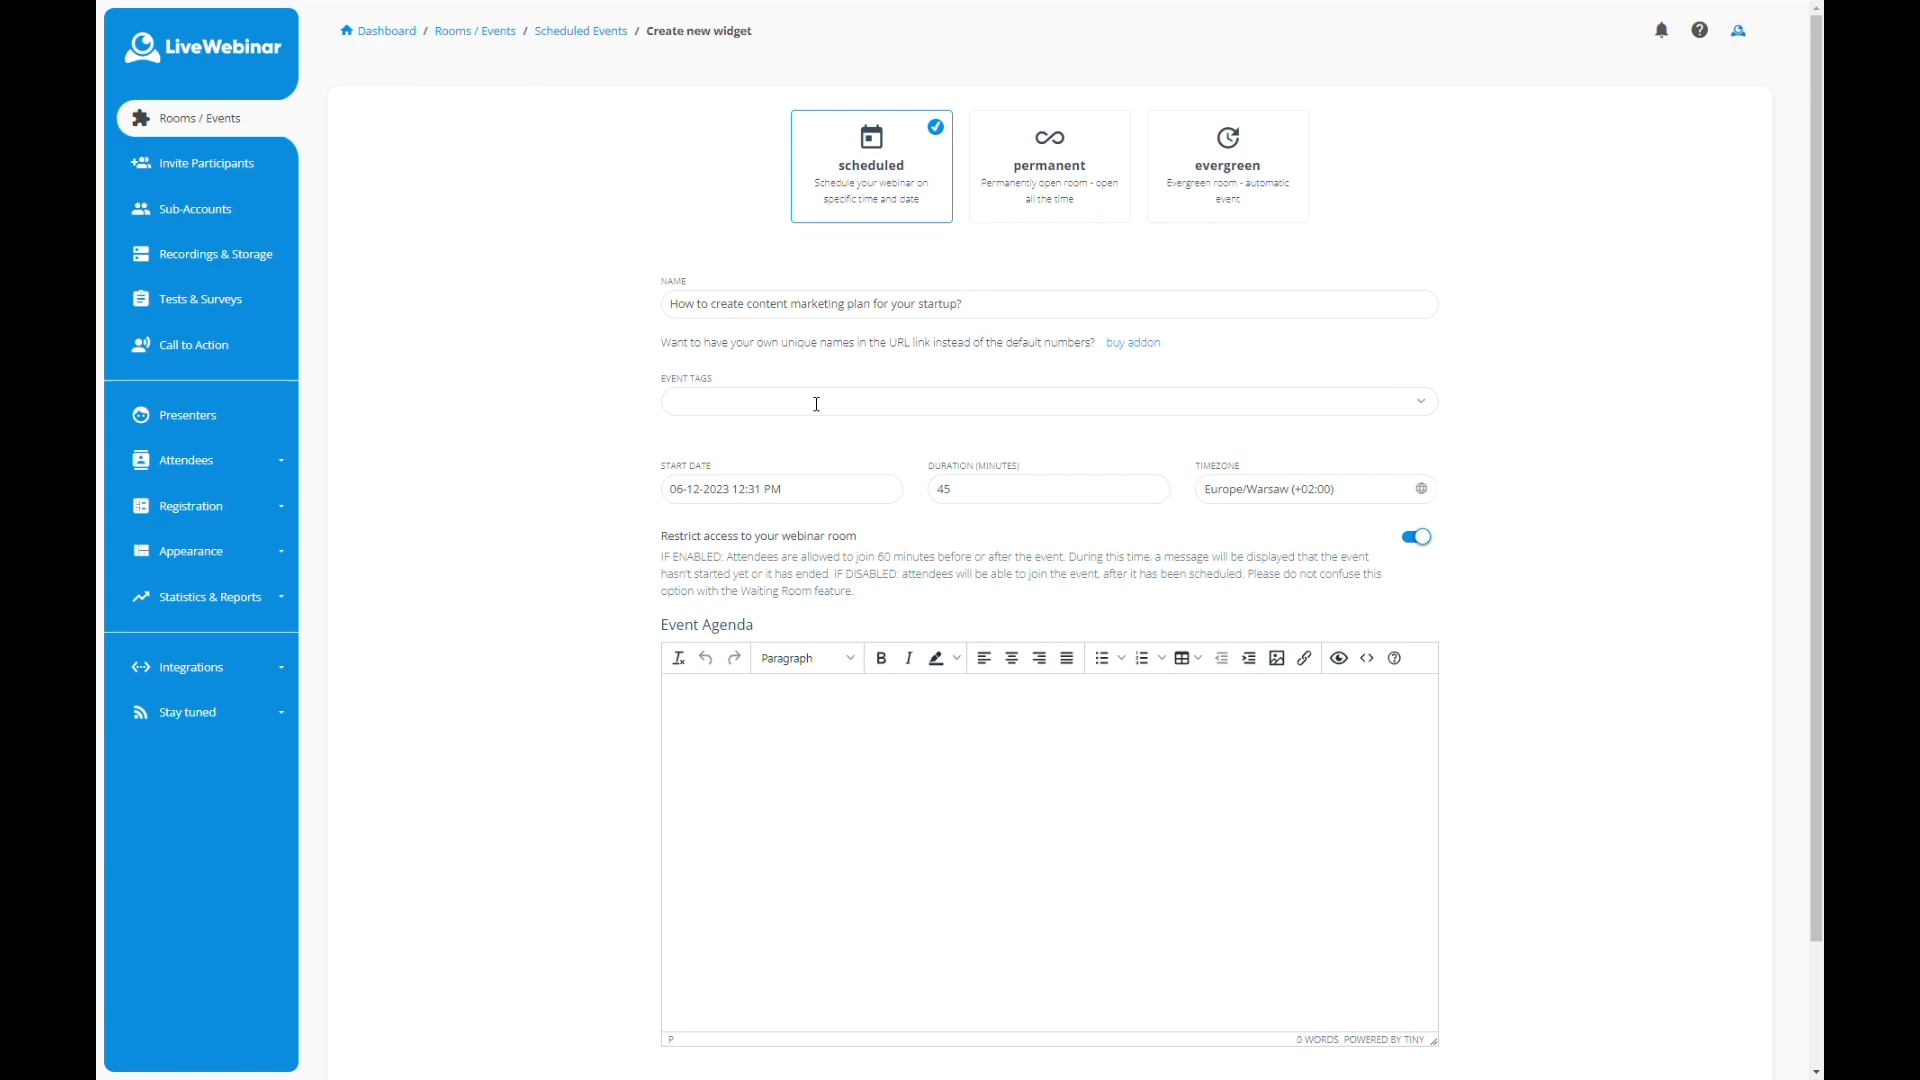 LiveWebinar
Dashboard / Rooms / Events / Scheduled Events / Create new widget
Rooms / Events
Invite Participants
Sub-Accounts
Recordings & Storage
Tests & Surveys
Call to Action
Presenters
Attendees
Registration
Appearance
Statistics & Reports
Integrations
Stay tuned
scheduled
Schedule your webinar on
specific time and date
permanent
Permanently open room - open
all the time
evergreen
Evergreen room - automatic
event
NAME
How to create content marketing plan for your startup?
Want to have your own unique names in the URL link instead of the default numbers? buy addon
EVENT TAGS
START DATE
06-12-2023 12:31 PM
DURATION (MINUTES)
45
TIMEZONE
Europe/Warsaw (+02:00)
Restrict access to your webinar room
IF ENABLED: Attendees are allowed to join 60 minutes before or after the event. During this time, a message will be displayed that the event
hasn't started yet or it has ended. IF DISABLED: attendees will be able to join the event, after it has been scheduled. Please do not confuse this
option with the Waiting Room feature.
Event Agenda
Paragraph
B I
P
0 WORDS POWERED BY TINY